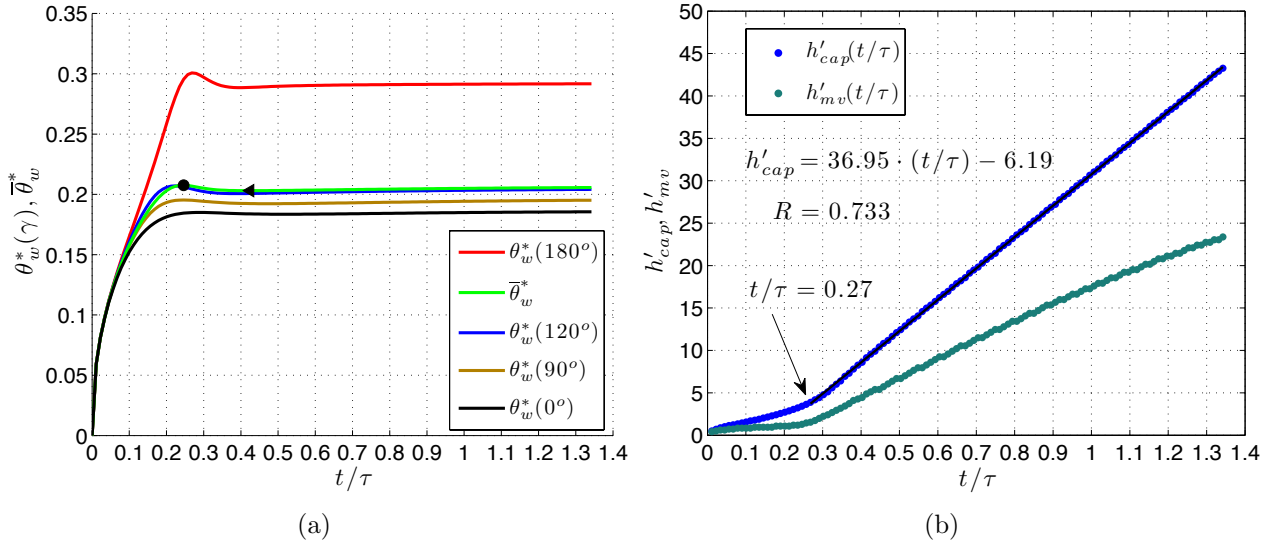 0.35
0.3
0.25
0.2
0.15
0.1
0.05
0
θ*w(γ), θ̅*w
θ*w(180°)
θ̅*w
θ*w(120°)
θ*w(90°)
θ*w(0°)
0 0.1 0.2 0.3 0.4 0.5 0.6 0.7 0.8 0.9 1 1.1 1.2 1.3 1.4
t/τ
(a)
50
45
40
35
30
25
20
15
10
5
0
h′cap, h′mv
h′cap(t/τ)
h′mv(t/τ)
h′cap = 36.95 · (t/τ) − 6.19
R = 0.733
t/τ = 0.27
0 0.1 0.2 0.3 0.4 0.5 0.6 0.7 0.8 0.9 1 1.1 1.2 1.3 1.4
t/τ
(b)